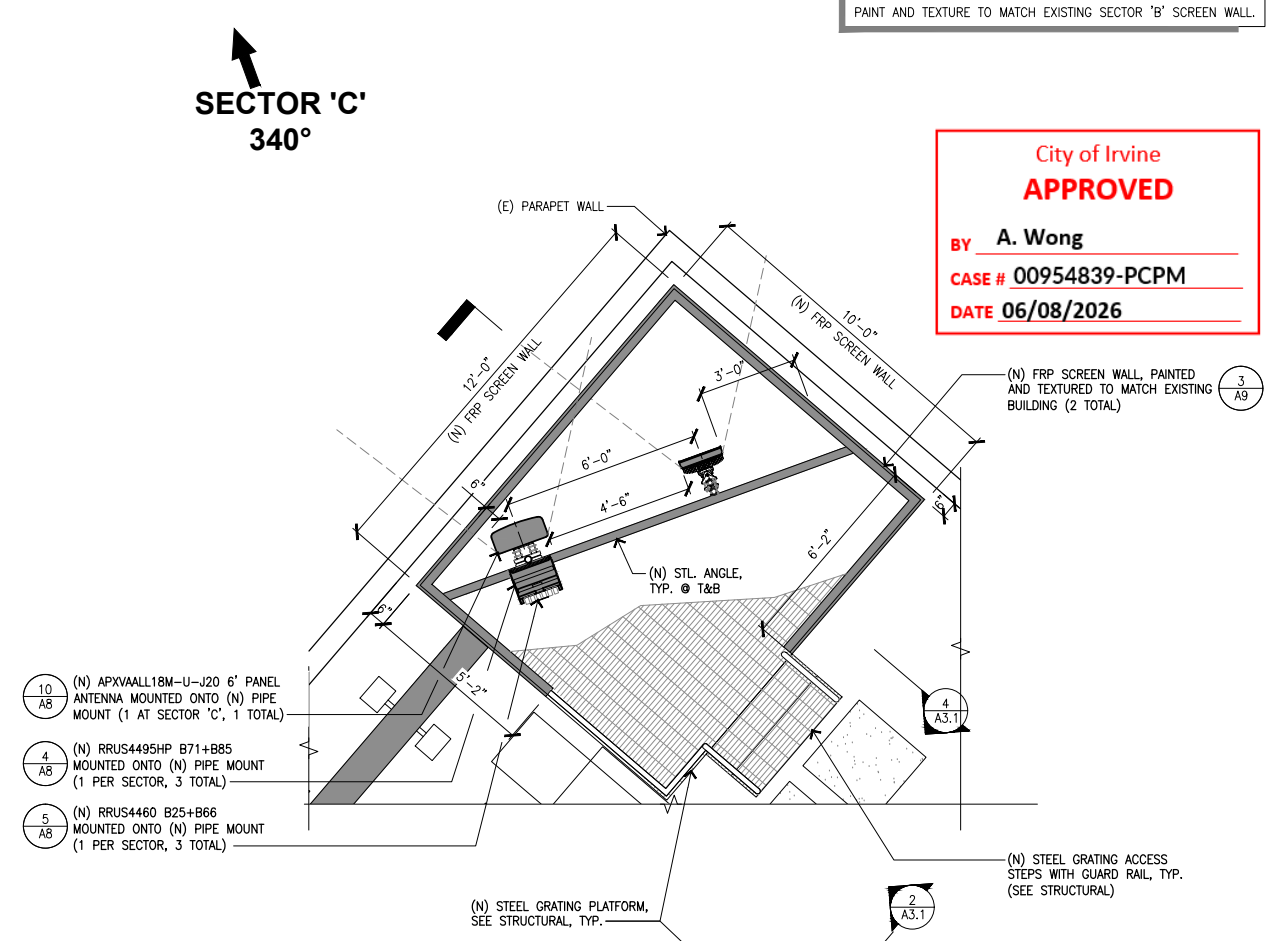 PAINT AND TEXTURE TO MATCH EXISTING SECTOR 'B' SCREEN WALL.
SECTOR 'C'
340°
City of Irvine
APPROVED
BY A. Wong
CASE # 00954839-PCPM
DATE 06/08/2026
(E) PARAPET WALL
12'-0"
(N) FRP SCREEN WALL
10'-0"
(N) FRP SCREEN WALL
3'-0"
(N) FRP SCREEN WALL, PAINTED
AND TEXTURED TO MATCH EXISTING
BUILDING (2 TOTAL)
3
A9
6'-0"
4'-6"
6"
6"
6'-2"
(N) STL. ANGLE,
TYP. @ T&B
6"
5'-2"
10
A8
(N) APXVAALL18M-U-J20 6' PANEL
ANTENNA MOUNTED ONTO (N) PIPE
MOUNT (1 AT SECTOR 'C', 1 TOTAL)
4
A8
(N) RRUS4495HP B71+B85
MOUNTED ONTO (N) PIPE MOUNT
(1 PER SECTOR, 3 TOTAL)
5
A8
(N) RRUS4460 B25+B66
MOUNTED ONTO (N) PIPE MOUNT
(1 PER SECTOR, 3 TOTAL)
4
A3.1
(N) STEEL GRATING ACCESS
STEPS WITH GUARD RAIL, TYP.
(SEE STRUCTURAL)
(N) STEEL GRATING PLATFORM,
SEE STRUCTURAL, TYP.
2
A3.1